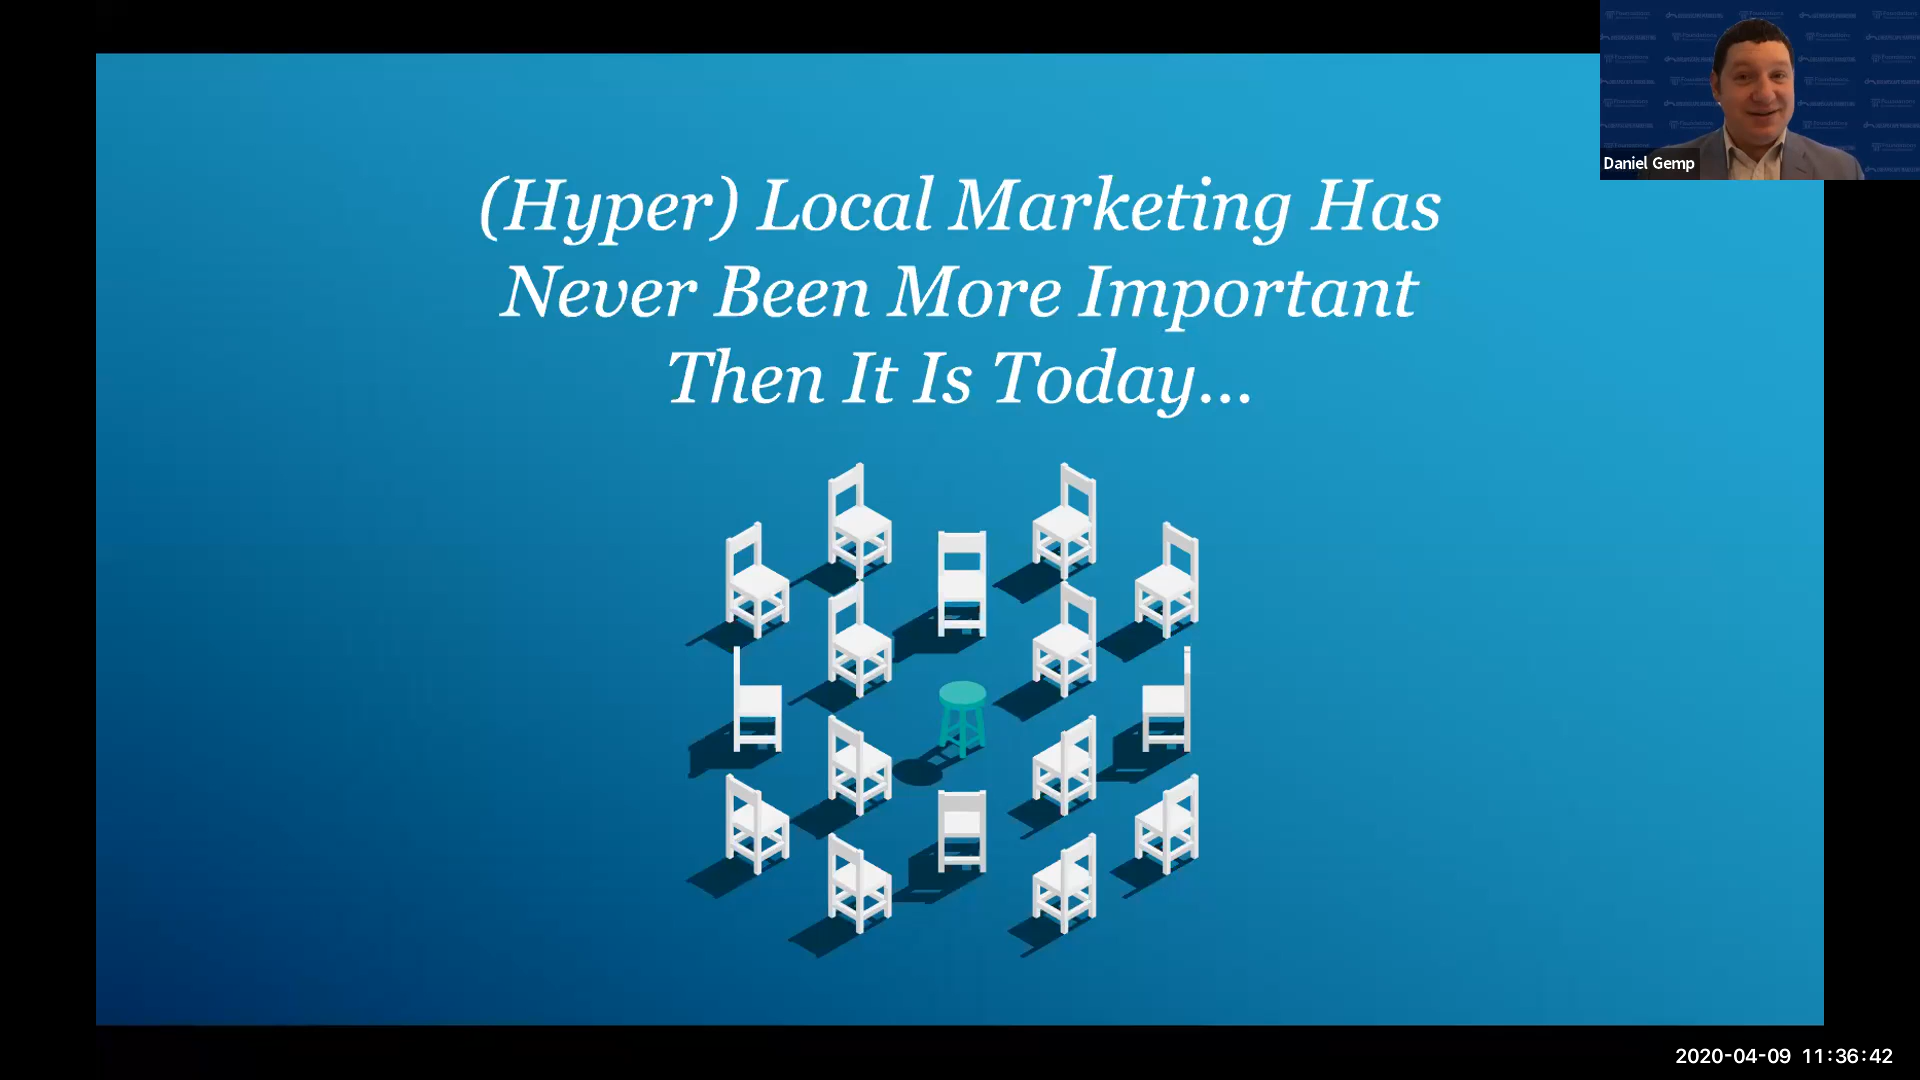 (Hyper) Local Marketing Has
Never Been More Important
Then It Is Today...
Daniel Gemp
2020-04-09 11:36:42